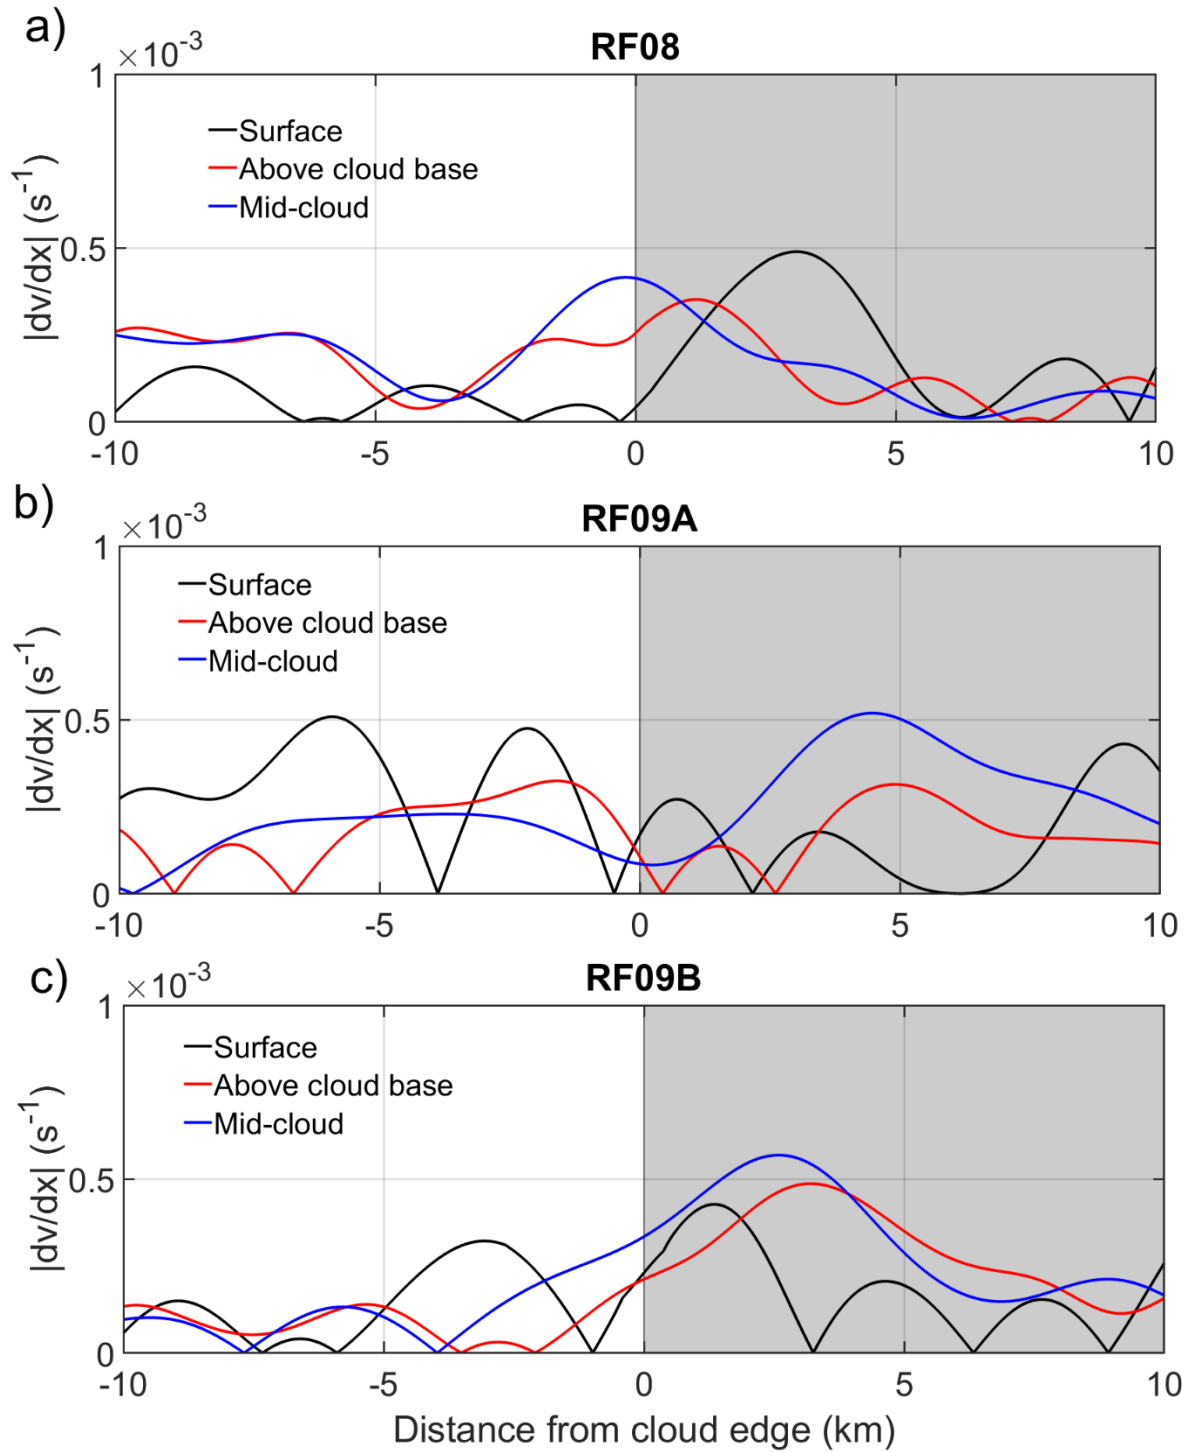 a)
×10-3
RF08
1
Surface
Above cloud base
Mid-cloud
|dv/dx| (s-1)
0.5
0
-10 -5 0 5 10
b)
×10-3
RF09A
1
Surface
Above cloud base
Mid-cloud
|dv/dx| (s-1)
0.5
0
-10 -5 0 5 10
c)
×10-3
RF09B
1
Surface
Above cloud base
Mid-cloud
|dv/dx| (s-1)
0.5
0
-10 -5 0 5 10
Distance from cloud edge (km)